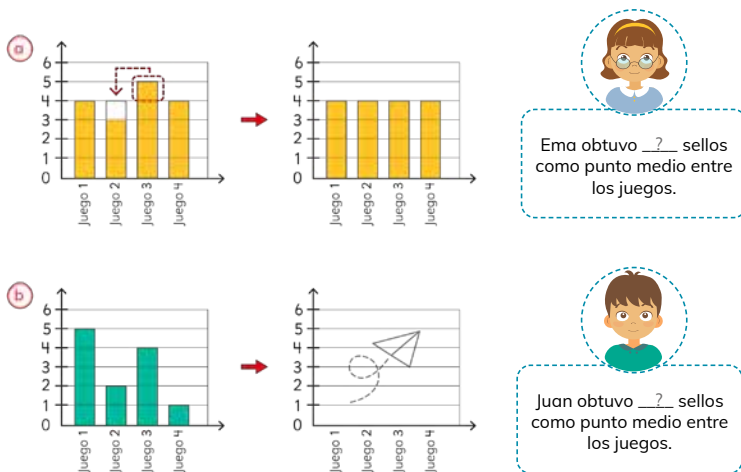 a
6
5
4
3
2
1
0
Juego 1
Juego 2
Juego 3
Juego 4
6
5
4
3
2
1
0
Juego 1
Juego 2
Juego 3
Juego 4
Ema obtuvo __?__ sellos
como punto medio entre
los juegos.
b
6
5
4
3
2
1
0
Juego 1
Juego 2
Juego 3
Juego 4
6
5
4
3
2
1
0
Juego 1
Juego 2
Juego 3
Juego 4
Juan obtuvo __?__ sellos
como punto medio entre
los juegos.